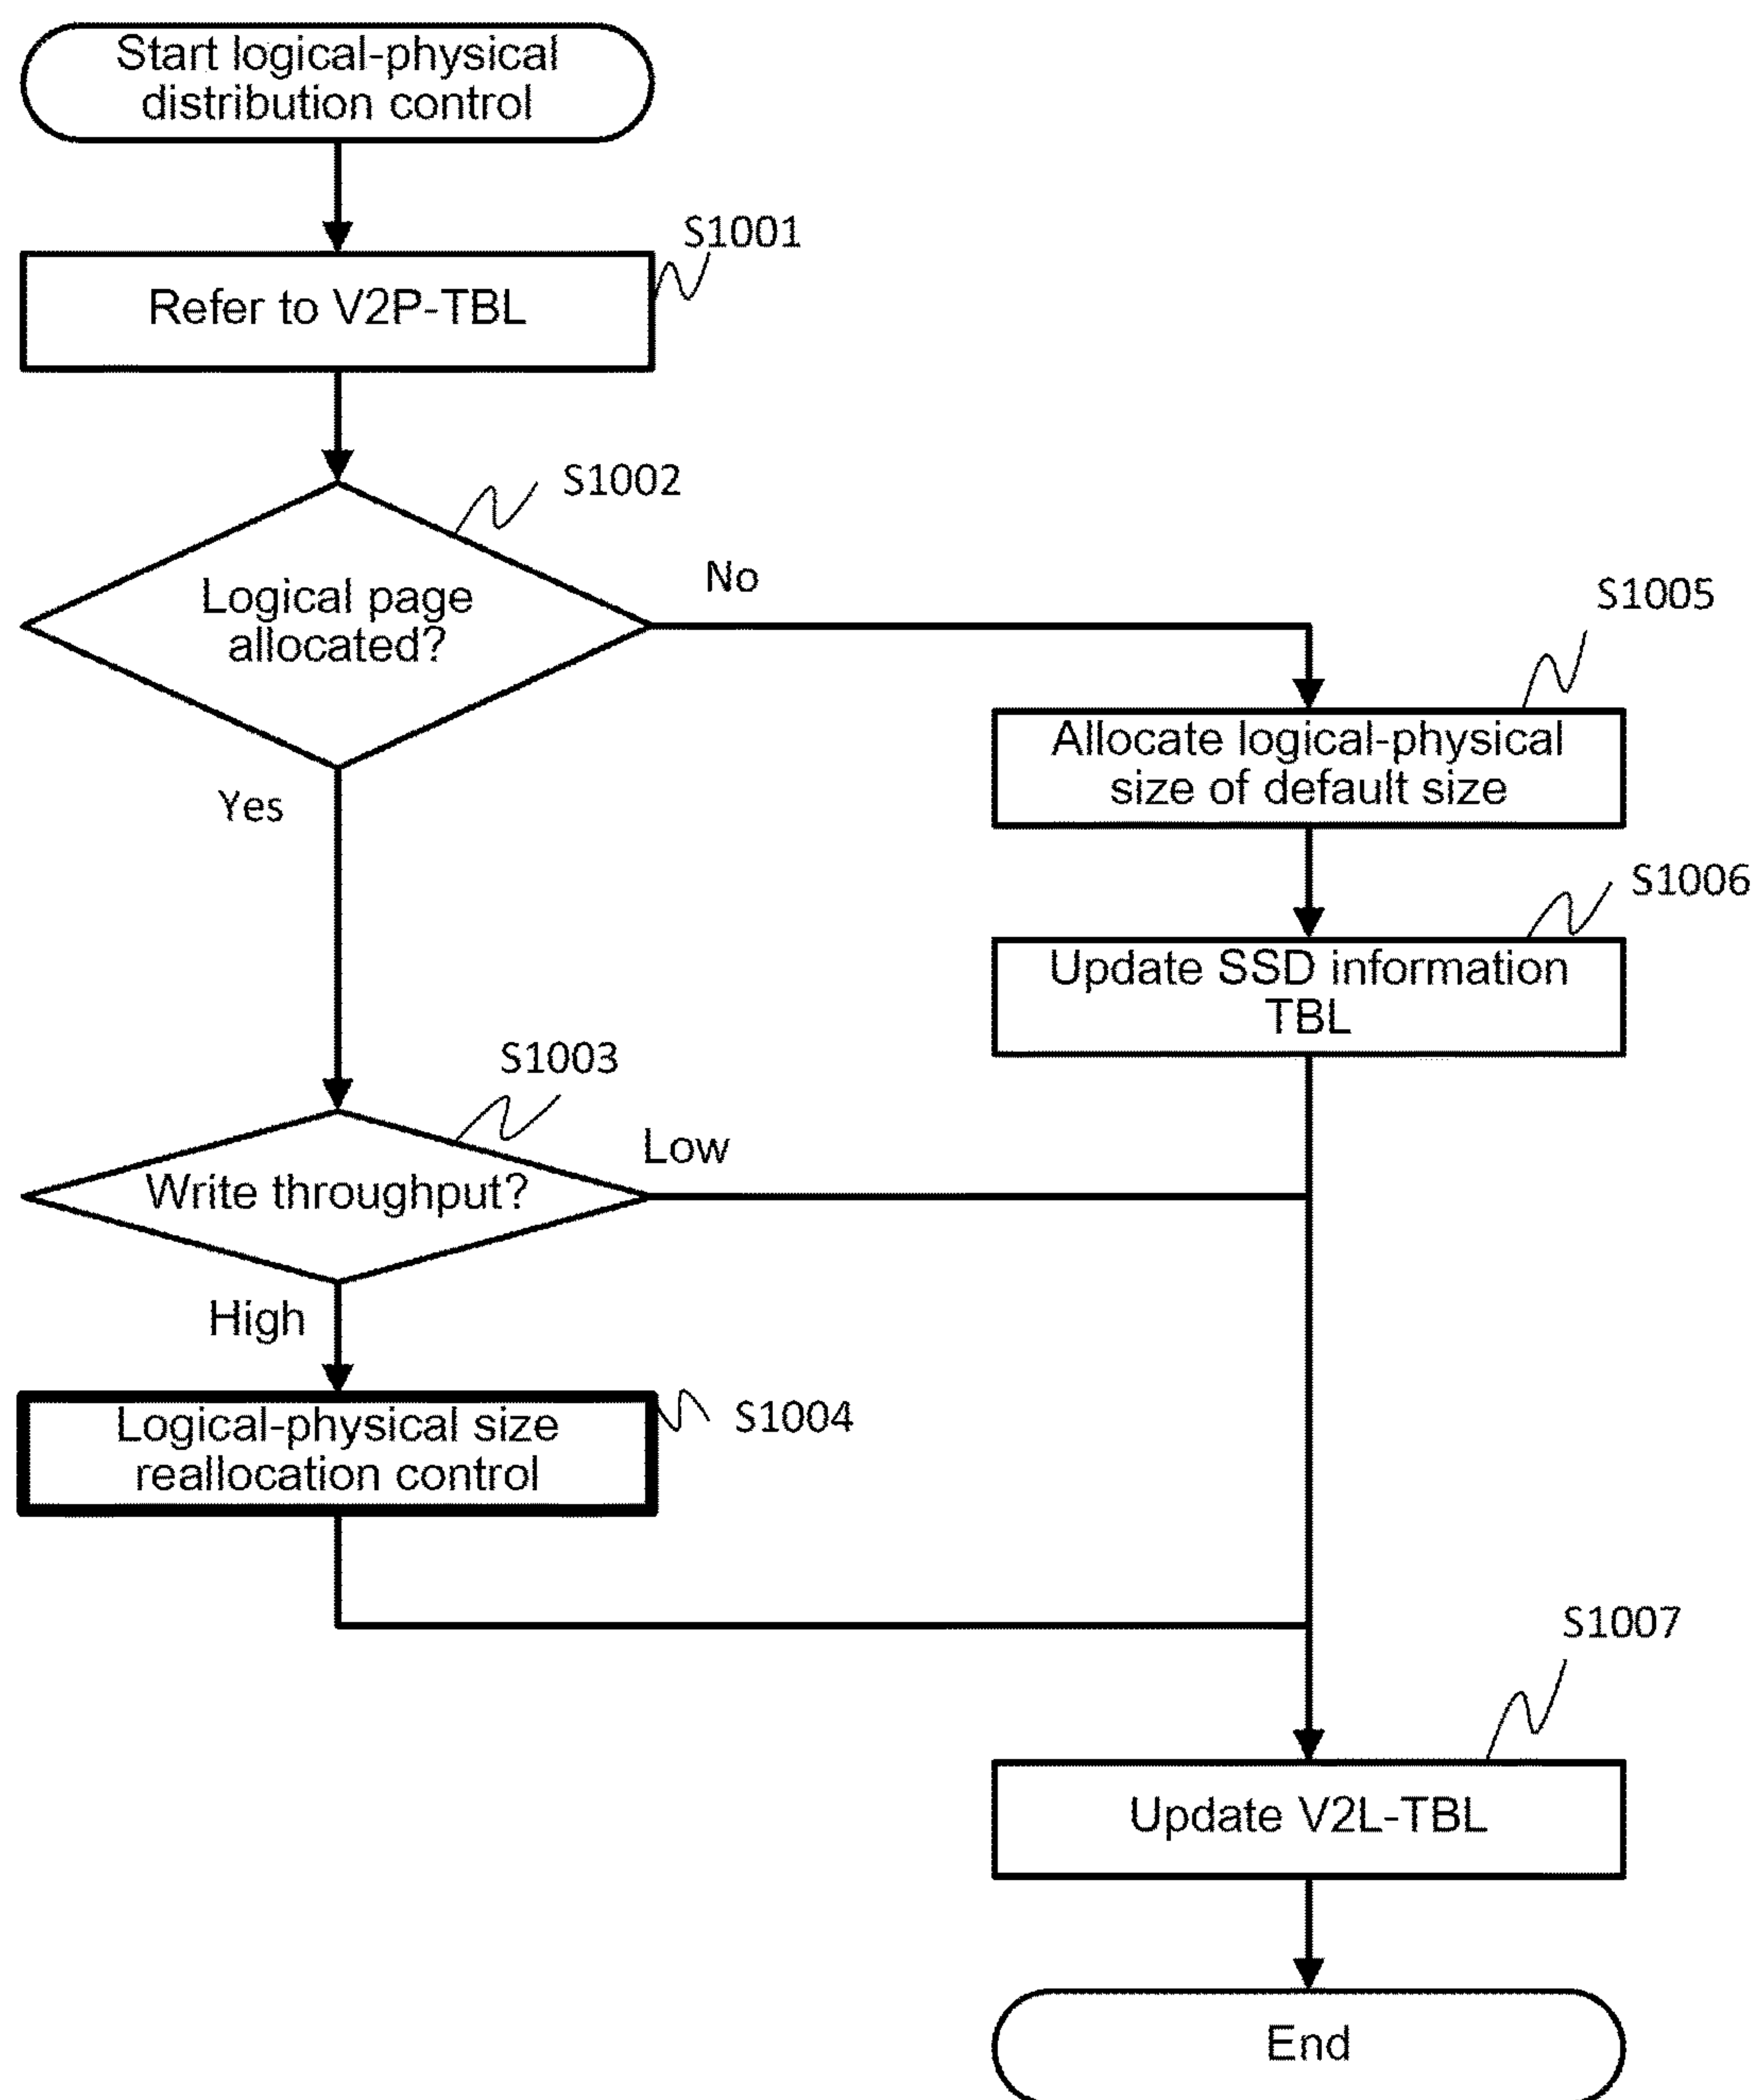 Start logical-physical
distribution control
S1001
Refer to V2P-TBL
S1002
Logical page
allocated?
No
Yes
S1005
Allocate logical-physical
size of default size
S1006
Update SSD information
TBL
S1003
Write throughput?
Low
High
S1004
Logical-physical size
reallocation control
S1007
Update V2L-TBL
End